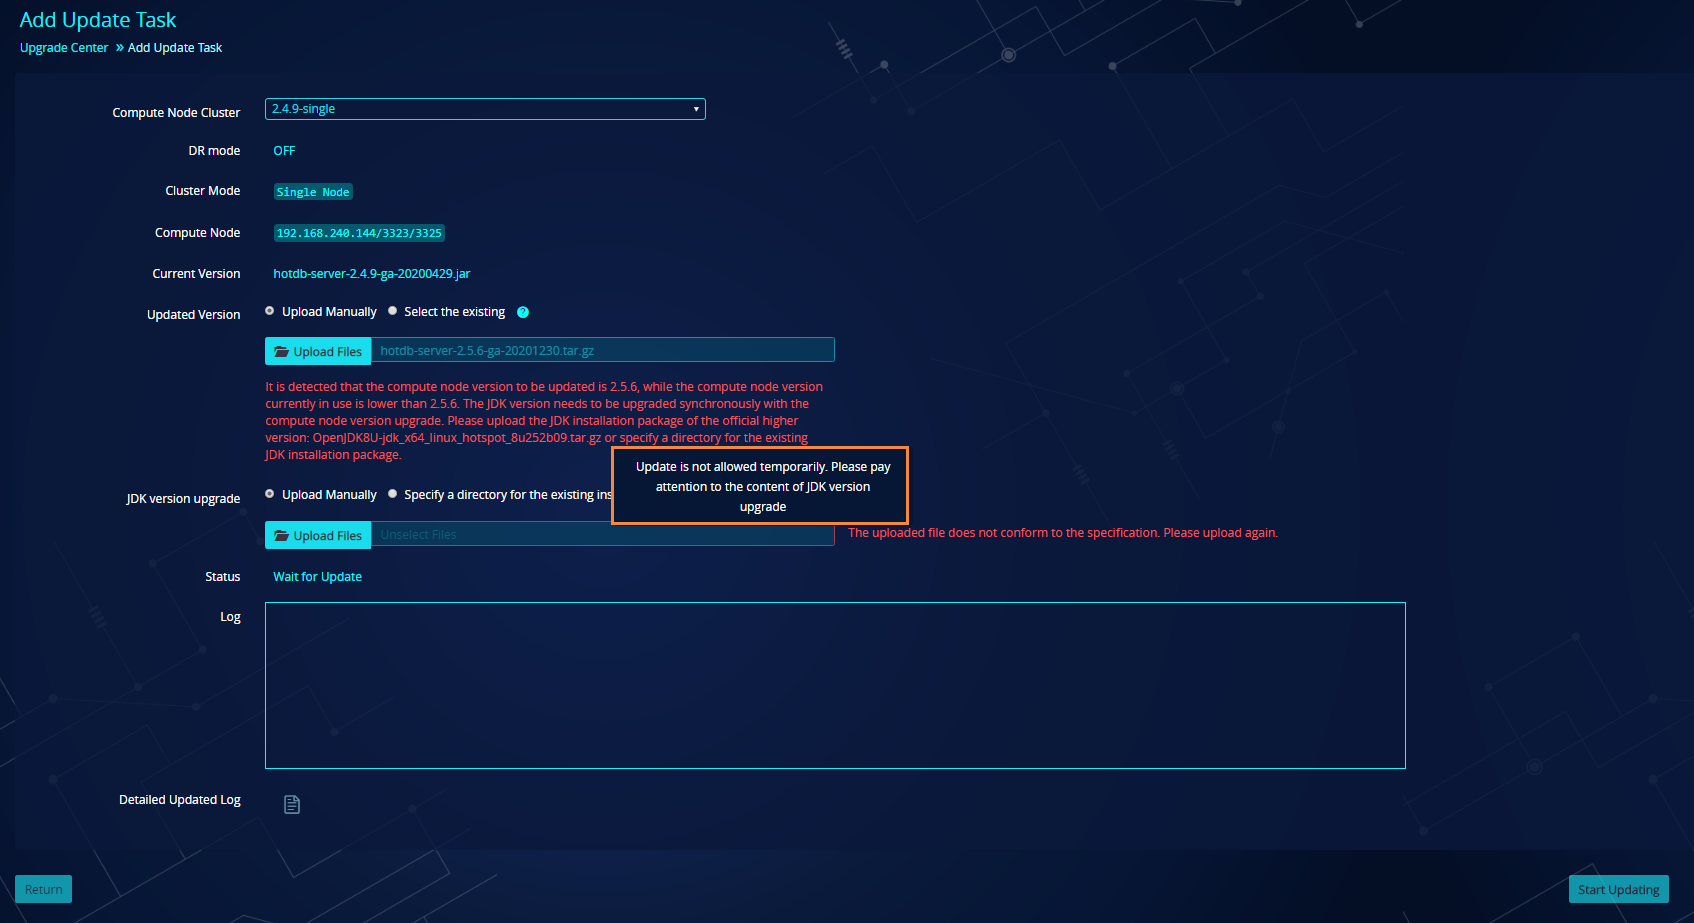 Add Update Task
Upgrade Center » Add Update Task
Compute Node Cluster 2.4.9-single
DR mode OFF
Cluster Mode Single Node
Compute Node 192.168.240.144/3323/3325
Current Version hotdb-server-2.4.9-ga-20200429.jar
Updated Version Upload Manually Select the existing ?
Upload Files hotdb-server-2.5.6-ga-20201230.tar.gz
It is detected that the compute node version to be updated is 2.5.6, while the compute node version
currently in use is lower than 2.5.6. The JDK version needs to be upgraded synchronously with the
compute node version upgrade. Please upload the JDK installation package of the official higher
version: OpenJDK8U-jdk_x64_linux_hotspot_8u252b09.tar.gz or specify a directory for the existing
JDK installation package.
Update is not allowed temporarily. Please pay
attention to the content of JDK version
upgrade
JDK version upgrade Upload Manually Specify a directory for the existing ins
Upload Files Unselect Files The uploaded file does not conform to the specification. Please upload again.
Status Wait for Update
Log
Detailed Updated Log
Return Start Updating